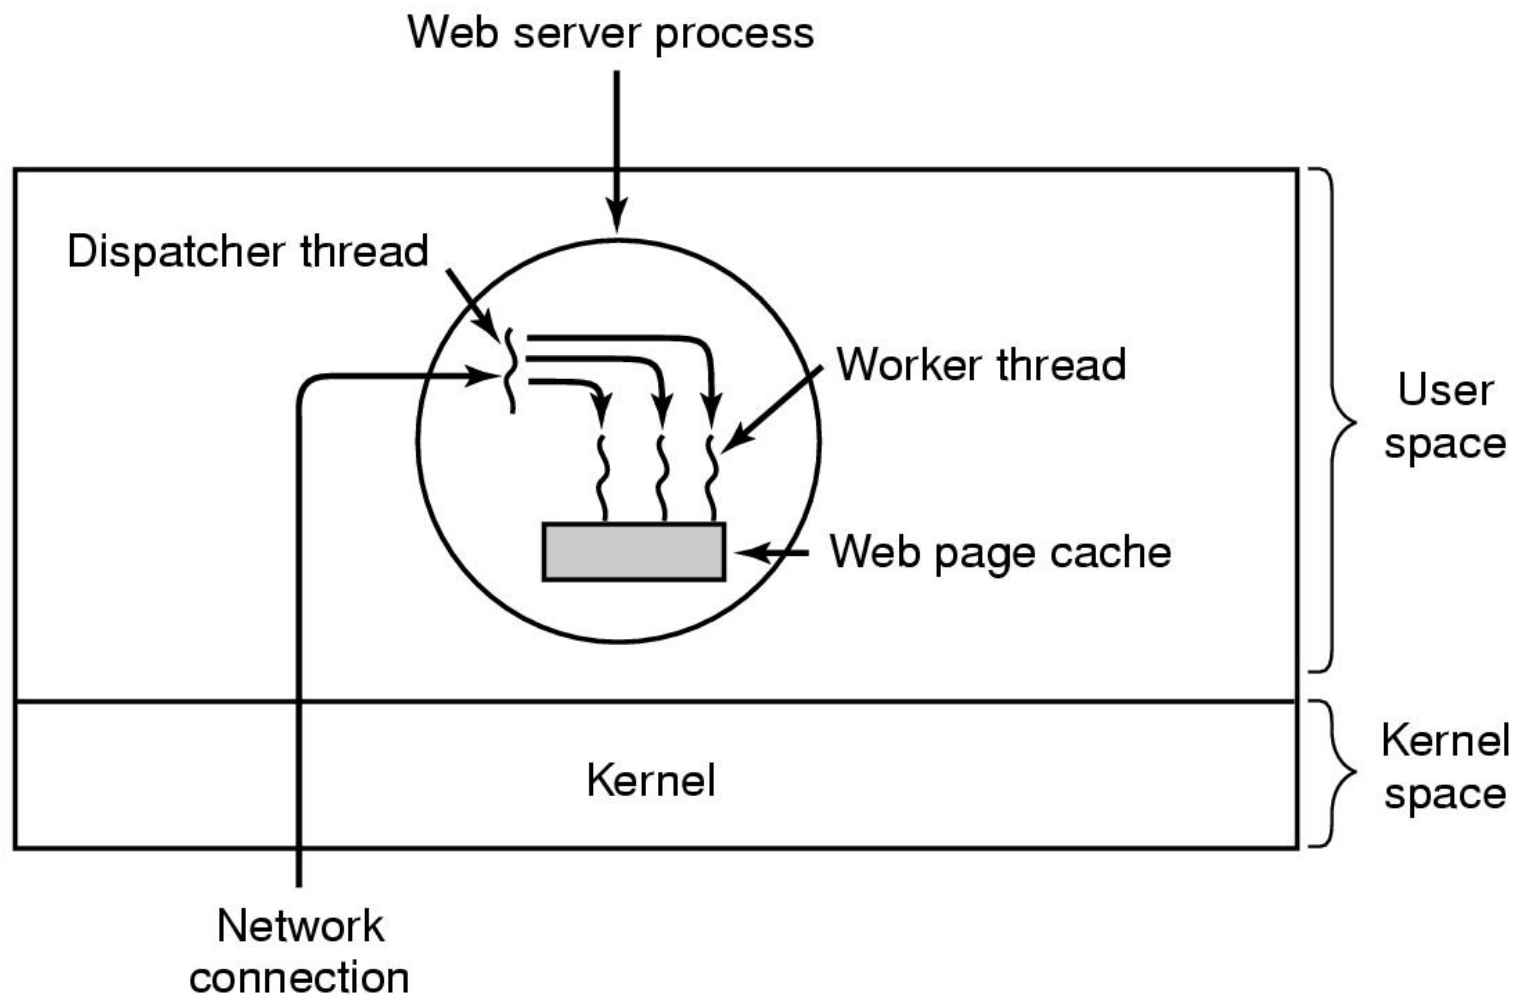 Web server process
Dispatcher thread
Worker thread
User
space
Web page cache
Kernel
Kernel
space
Network
connection